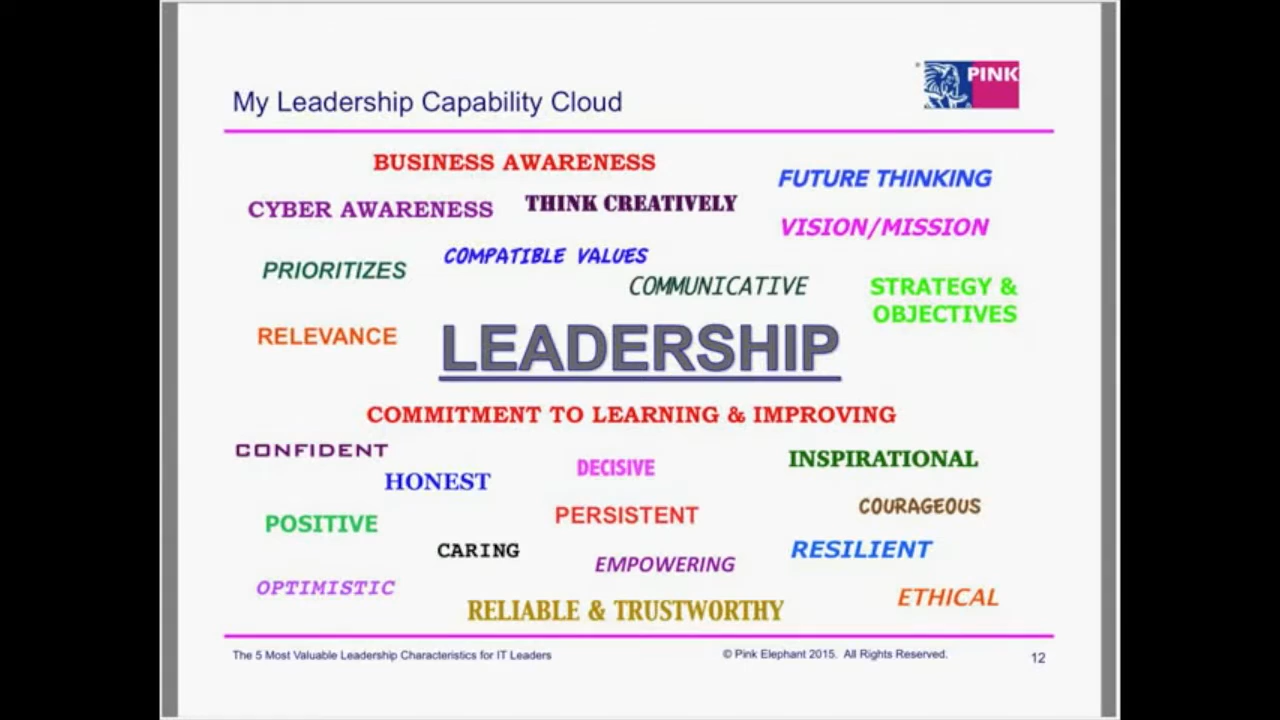 PINK
My Leadership Capability Cloud
BUSINESS AWARENESS
FUTURE THINKING
CYBER AWARENESS
THINK CREATIVELY
VISION/MISSION
COMPATIBLE VALUES
PRIORITIZES
COMMUNICATIVE
STRATEGY &
OBJECTIVES
RELEVANCE
LEADERSHIP
COMMITMENT TO LEARNING & IMPROVING
CONFIDENT
HONEST
DECISIVE
INSPIRATIONAL
POSITIVE
PERSISTENT
COURAGEOUS
CARING
EMPOWERING
RESILIENT
OPTIMISTIC
RELIABLE & TRUSTWORTHY
ETHICAL
The 5 Most Valuable Leadership Characteristics for IT Leaders
© Pink Elephant 2015. All Rights Reserved.
12